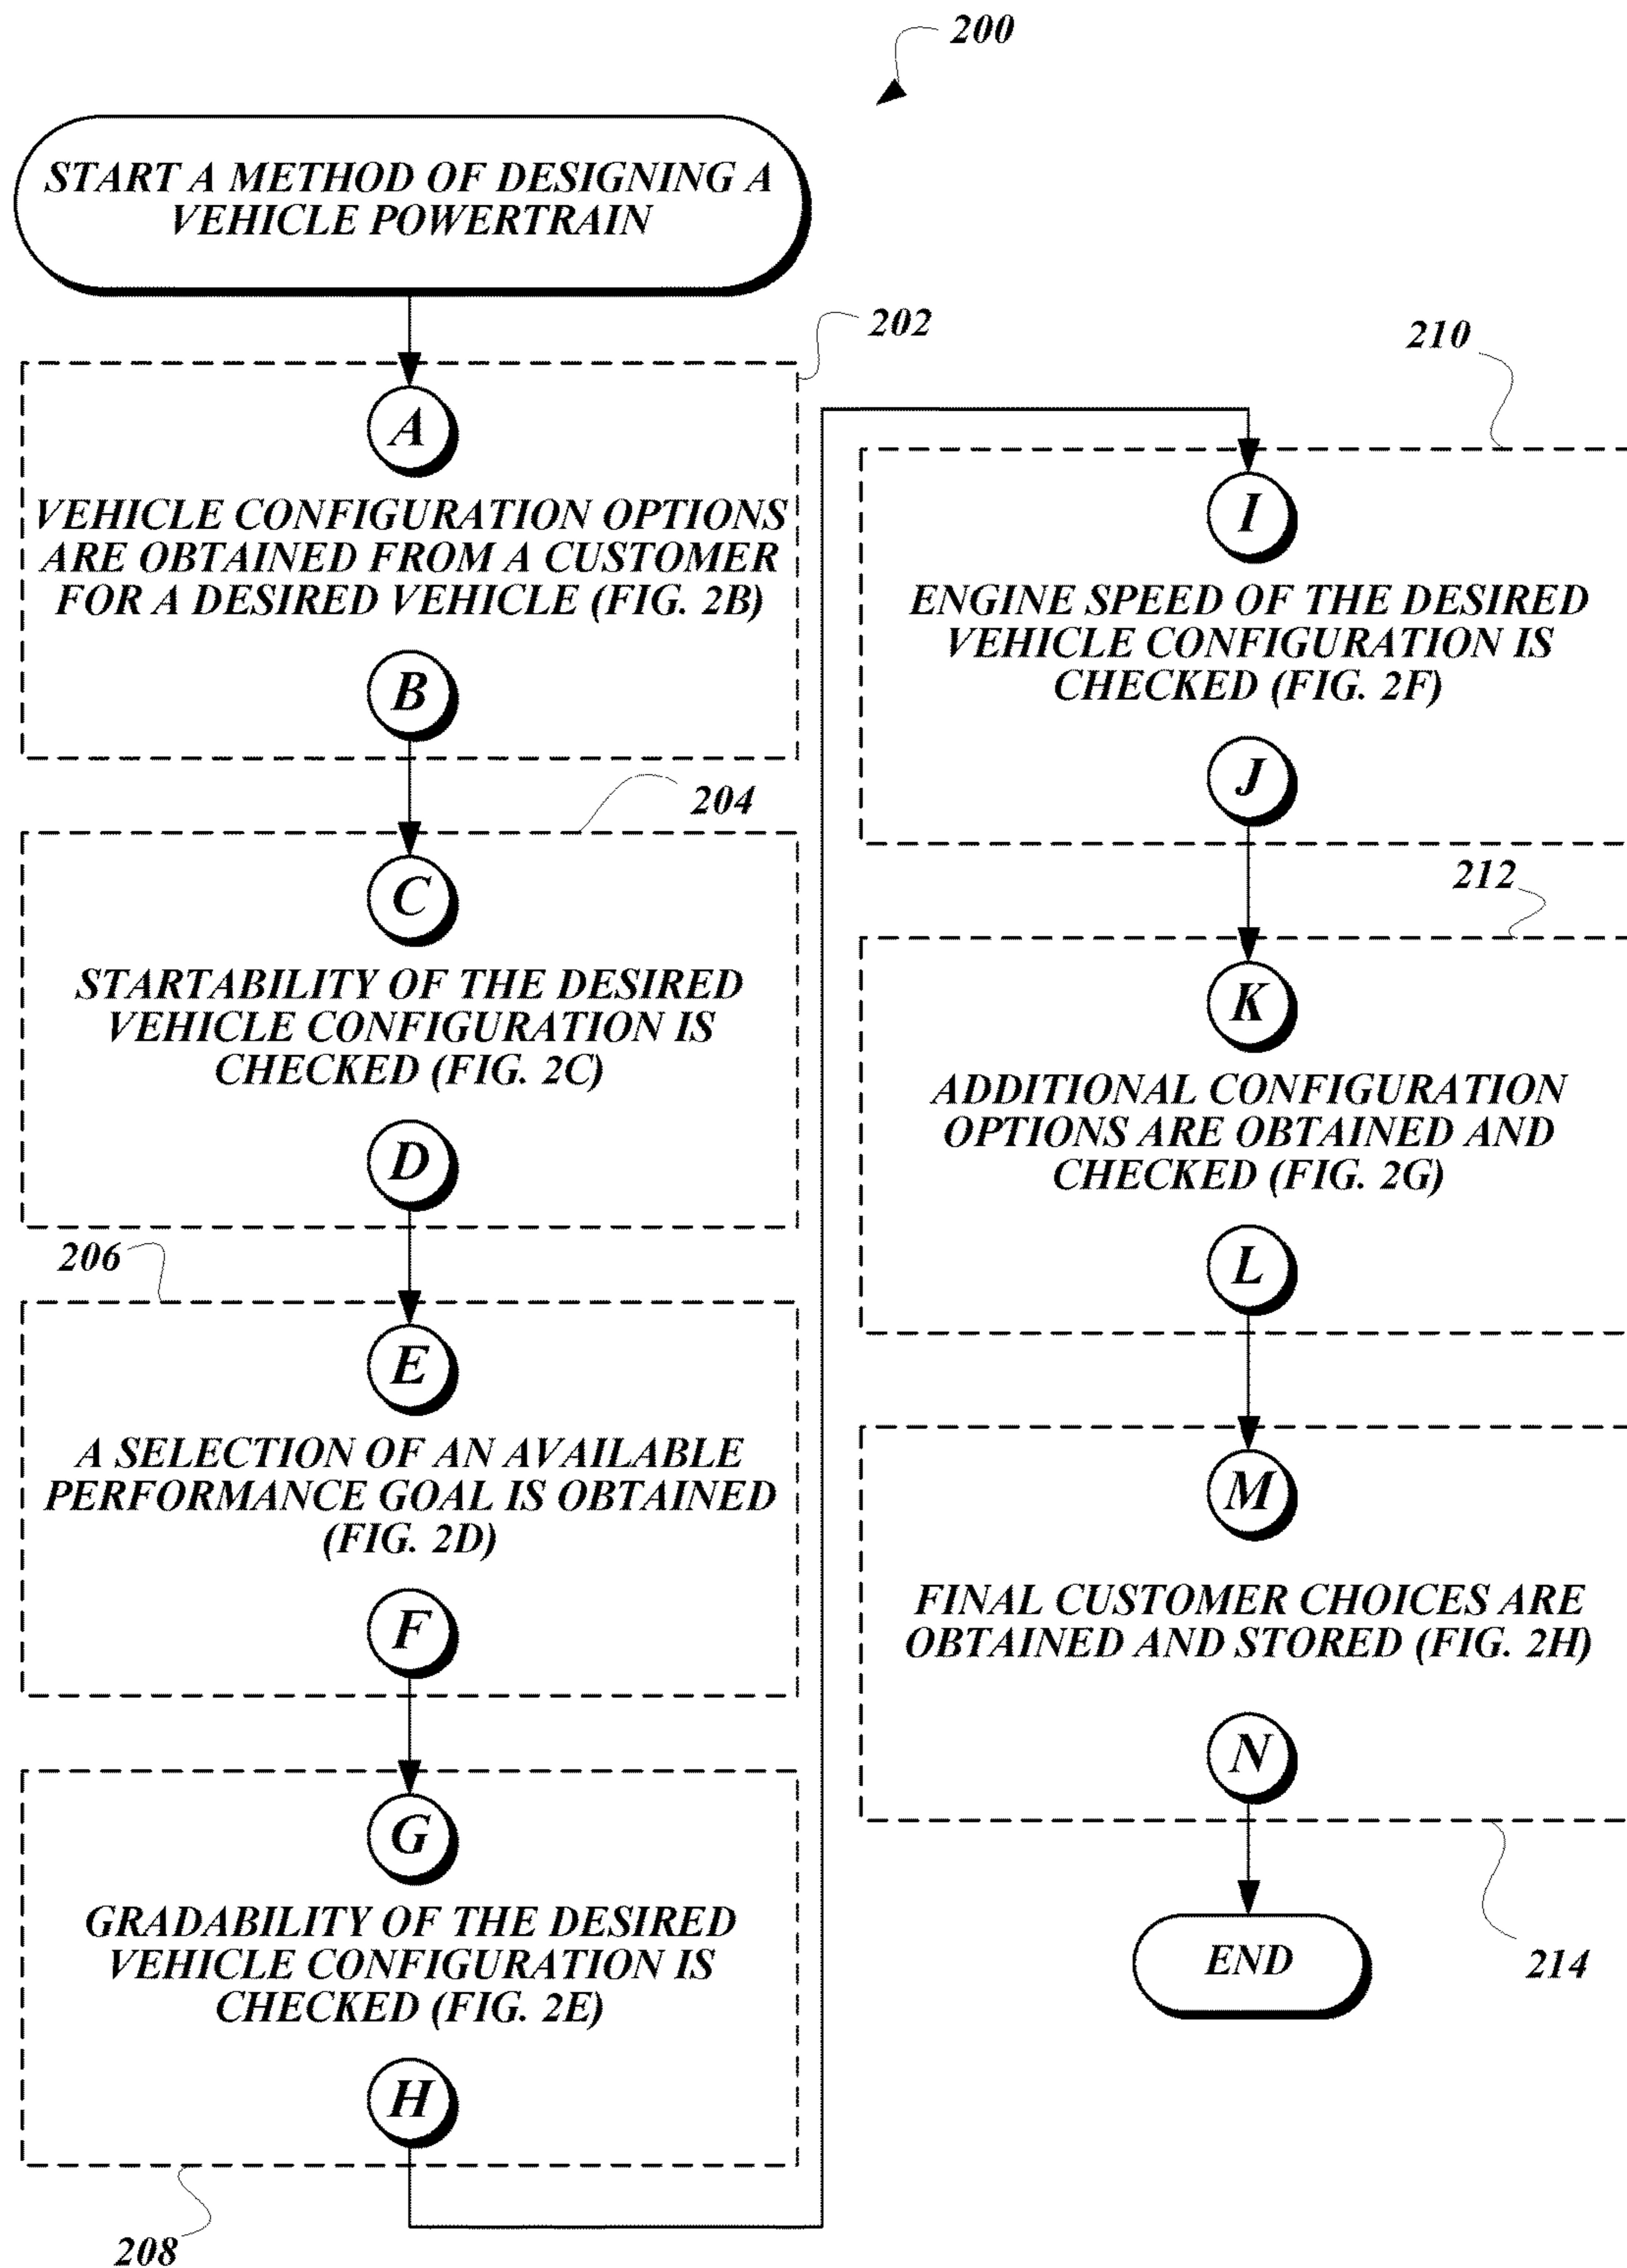 200
START A METHOD OF DESIGNING A
VEHICLE POWERTRAIN
202
A
VEHICLE CONFIGURATION OPTIONS
ARE OBTAINED FROM A CUSTOMER
FOR A DESIRED VEHICLE (FIG. 2B)
B
204
C
STARTABILITY OF THE DESIRED
VEHICLE CONFIGURATION IS
CHECKED (FIG. 2C)
D
206
E
A SELECTION OF AN AVAILABLE
PERFORMANCE GOAL IS OBTAINED
(FIG. 2D)
F
G
GRADABILITY OF THE DESIRED
VEHICLE CONFIGURATION IS
CHECKED (FIG. 2E)
H
208
210
I
ENGINE SPEED OF THE DESIRED
VEHICLE CONFIGURATION IS
CHECKED (FIG. 2F)
J
212
K
ADDITIONAL CONFIGURATION
OPTIONS ARE OBTAINED AND
CHECKED (FIG. 2G)
L
M
FINAL CUSTOMER CHOICES ARE
OBTAINED AND STORED (FIG. 2H)
N
214
END